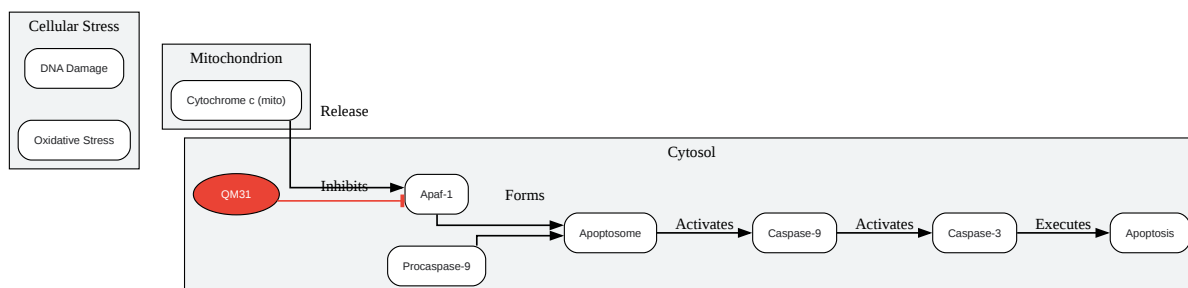 Cellular Stress
DNA Damage
Oxidative Stress
Mitochondrion
Cytochrome c (mito)
Release
Cytosol
QM31
Inhibits
Apaf-1
Forms
Procaspase-9
Apoptosome
Activates
Caspase-9
Activates
Caspase-3
Executes
Apoptosis